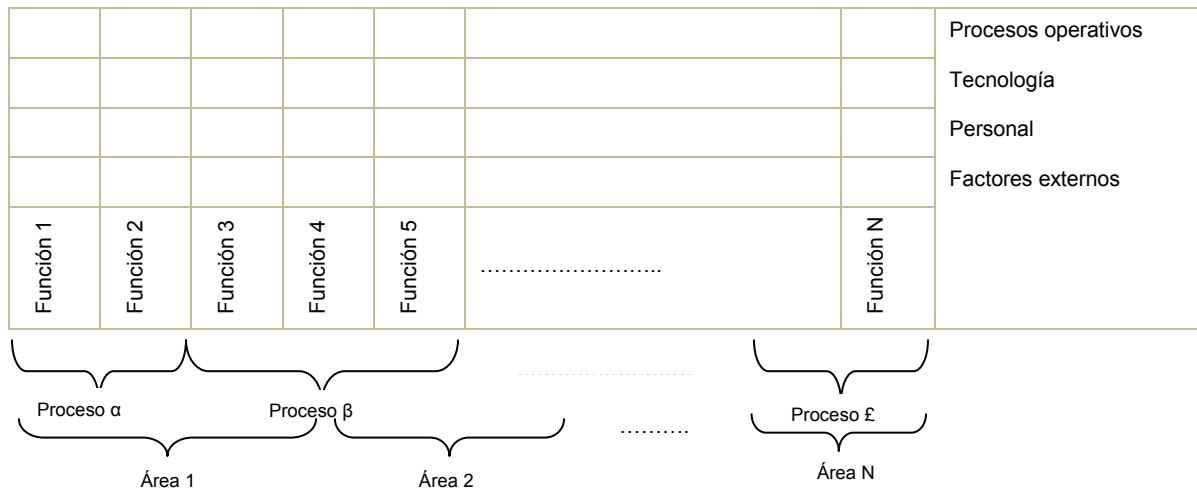 Procesos operativos
Tecnología
Personal
Factores externos
Función 1
Función 2
Función 3
Función 4
Función 5
……………………..
Función N
Proceso α
Proceso β
Proceso £
……….
Área 1
Área 2
Área N